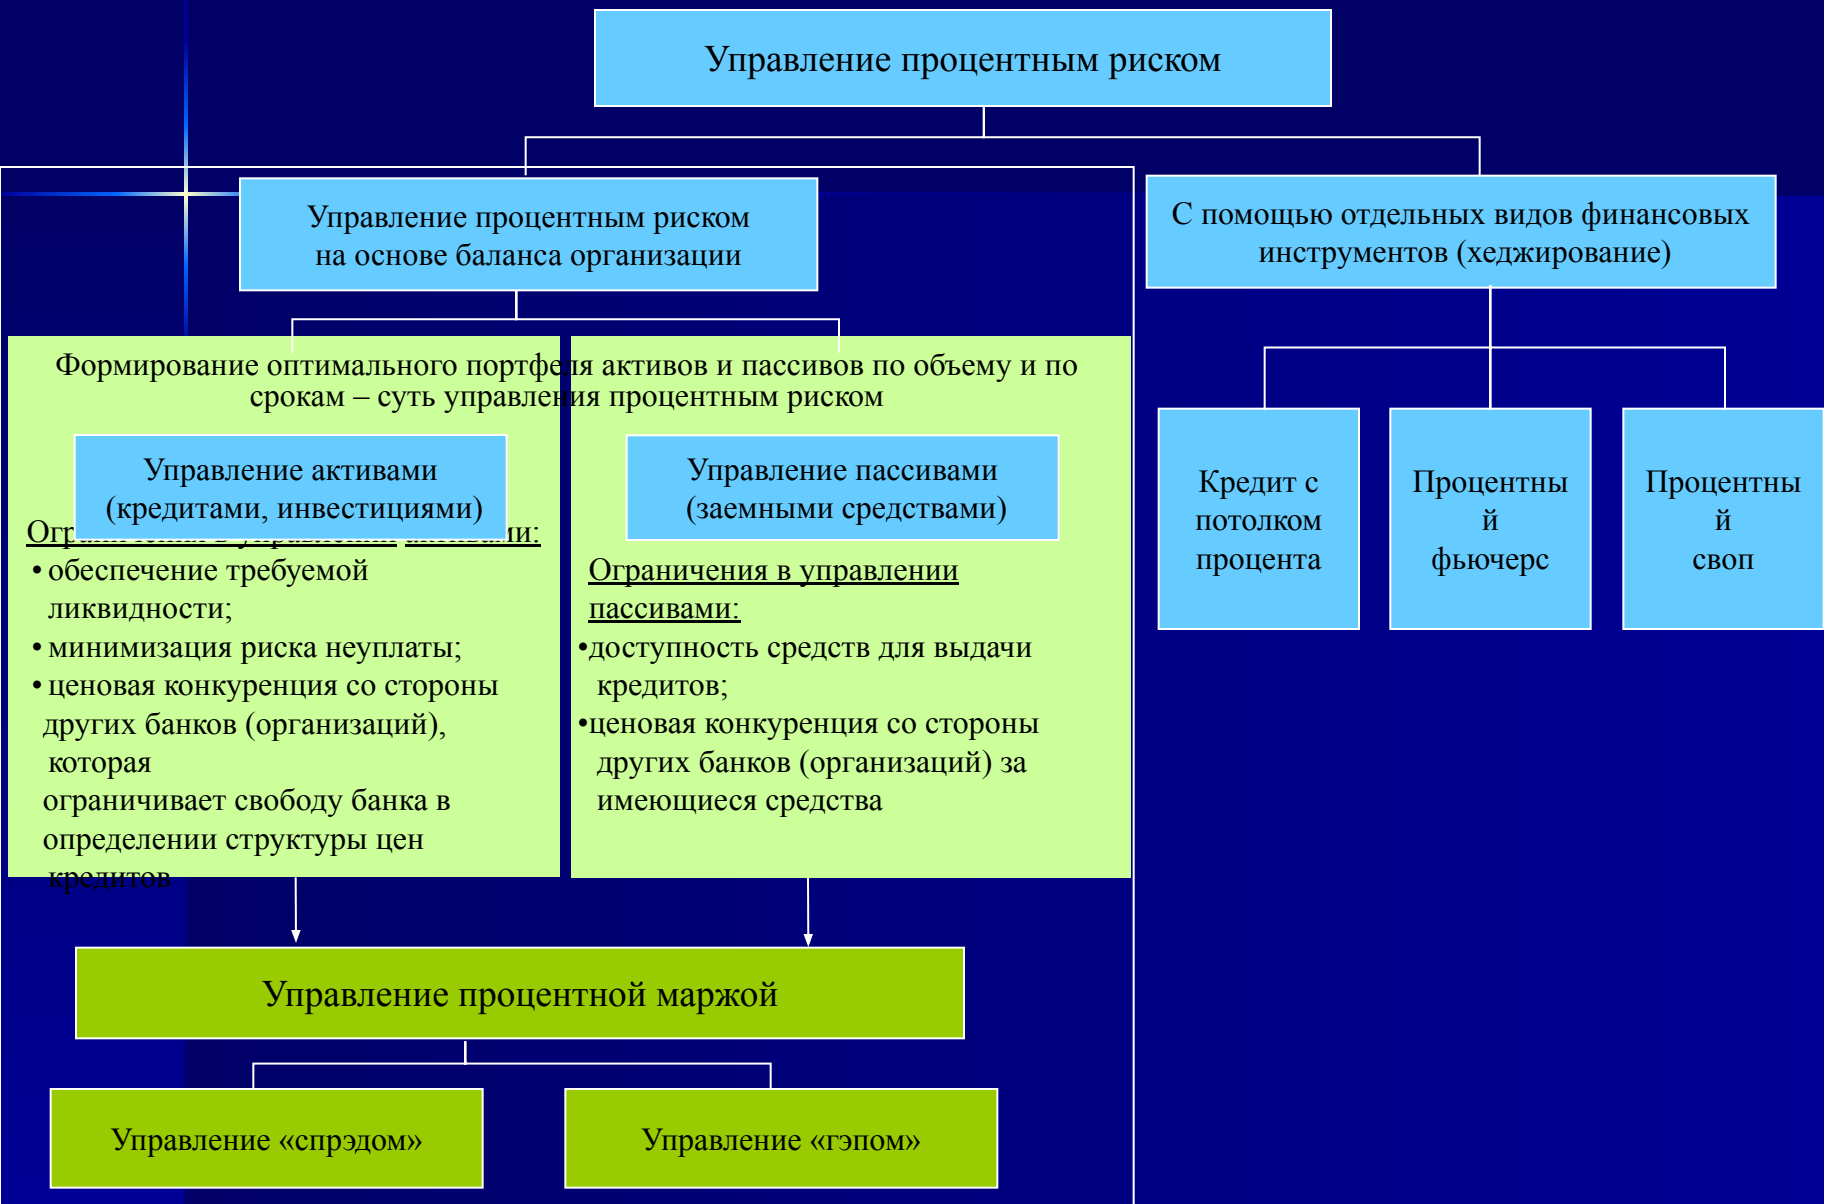 Управление процентным риском
Управление процентным риском
на основе баланса организации
С помощью отдельных видов финансовых
инструментов (хеджирование)
Формирование оптимального портфеля активов и пассивов по объему и по
срокам – суть управления процентным риском
Управление активами
(кредитами, инвестициями)
Ограничения в управлении активами:
• обеспечение требуемой
ликвидности;
• минимизация риска неуплаты;
• ценовая конкуренция со стороны
других банков (организаций),
которая
ограничивает свободу банка в
определении структуры цен
кредитов
Управление пассивами
(заемными средствами)
Ограничения в управлении
пассивами:
•доступность средств для выдачи
кредитов;
•ценовая конкуренция со стороны
других банков (организаций) за
имеющиеся средства
Кредит с
потолком
процента
Процентны
й
фьючерс
Процентны
й
своп
Управление процентной маржой
Управление «спрэдом»
Управление «гэпом»